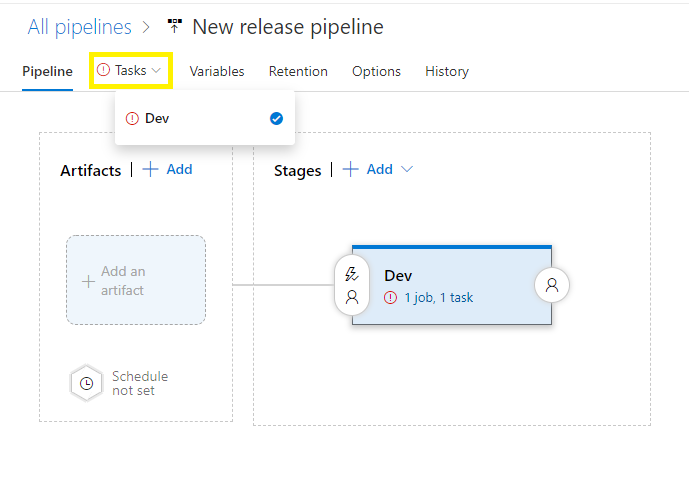 All pipelines > New release pipeline
Pipeline Tasks Variables Retention Options History
Dev
Artifacts | + Add
Stages | + Add
Add an
artifact
Dev
1 job, 1 task
Schedule
not set